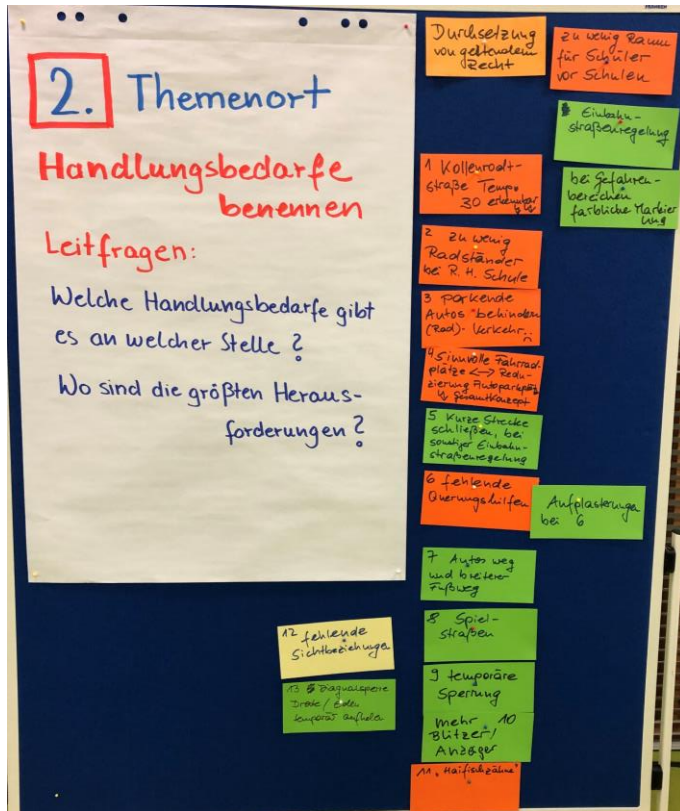 2. Themenort
Handlungsbedarfe
benennen
Leitfragen:
Welche Handlungsbedarfe gibt
es an welcher Stelle?
Wo sind die größten Heraus-
forderungen?
Durchsetzung
von geltendem
Recht
zu wenig Raum
für Schüler
vor Schulen
Einbahn-
straßenregelung
bei Gefahren-
bereichen
farbliche Markier
ung
1 Kollenrodt-
straße Tempo
30 erkennbar
2 zu wenig
Radständer
bei R. H. Schule
3 parkende
Autos behindern
(Rad)-Verkehr
4 Sinnvolle Fahrrad-
plätze <-> Redu-
zierung Autoparkplätze
↳ Gesamtkonzept
5 Kurze Strecke
schließen, bei
sonstiger Einbahn-
straßenregelung
6 fehlende
Querungshilfen
Aufplasterungen
bei 6
7 Autos weg
und breiterer
Fußweg
8 Spiel-
straßen
9 temporäre
Sperrung
mehr 10
Blitzer/
Anzeiger
11 „Haifischzähne"
12 fehlende
Sichtbeziehungen
13 Diagonalsperre
Drote /
temporär aufheben